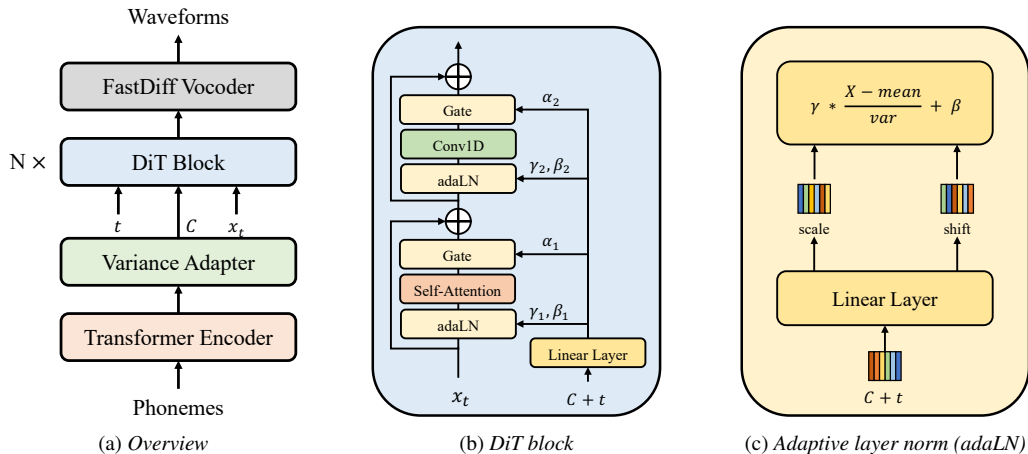 Waveforms
FastDiff Vocoder
N ×
DiT Block
t
C
x_t
Variance Adapter
Transformer Encoder
Phonemes
(a) Overview
Gate
α_2
Conv1D
γ_2, β_2
adaLN
Gate
α_1
Self-Attention
γ_1, β_1
adaLN
Linear Layer
x_t
C + t
(b) DiT block
γ * (X − mean)/var + β
scale
shift
Linear Layer
C + t
(c) Adaptive layer norm (adaLN)